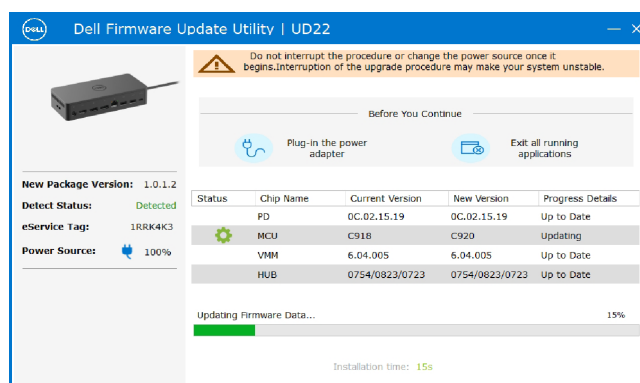 DELL Dell Firmware Update Utility | UD22
Do not interrupt the procedure or change the power source once it
begins.Interruption of the upgrade procedure may make your system unstable.
Before You Continue
Plug-in the power
adapter
Exit all running
applications
New Package Version: 1.0.1.2
Detect Status: Detected
eService Tag: 1RRK4K3
Power Source: 100%
Status Chip Name Current Version New Version Progress Details
PD 0C.02.15.19 0C.02.15.19 Up to Date
MCU C918 C920 Updating
VMM 6.04.005 6.04.005 Up to Date
HUB 0754/0823/0723 0754/0823/0723 Up to Date
Updating Firmware Data... 15%
Installation time: 15s